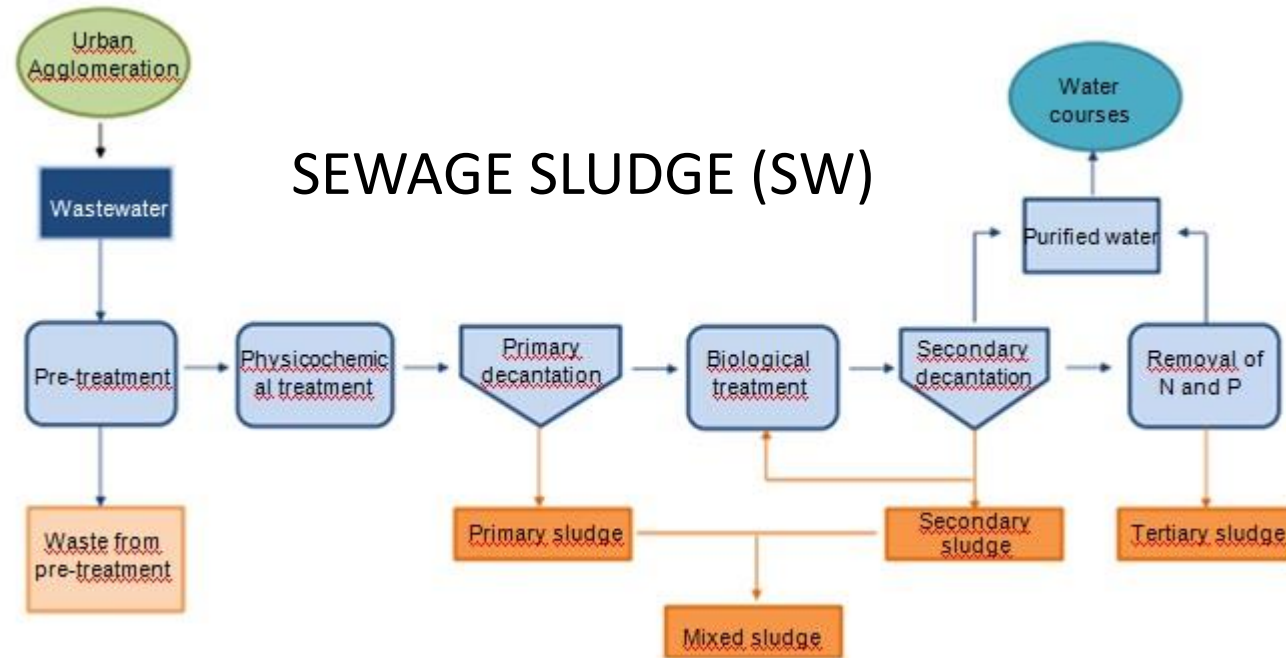 Urban
Agglomeration
Water
courses
SEWAGE SLUDGE (SW)
Wastewater
Purified water
Pre-treatment
Physicochemic
al treatment
Primary
decantation
Biological
treatment
Secondary
decantation
Removal of
N and P
Waste from
pre-treatment
Primary sludge
Secondary
sludge
Tertiary sludge
Mixed sludge